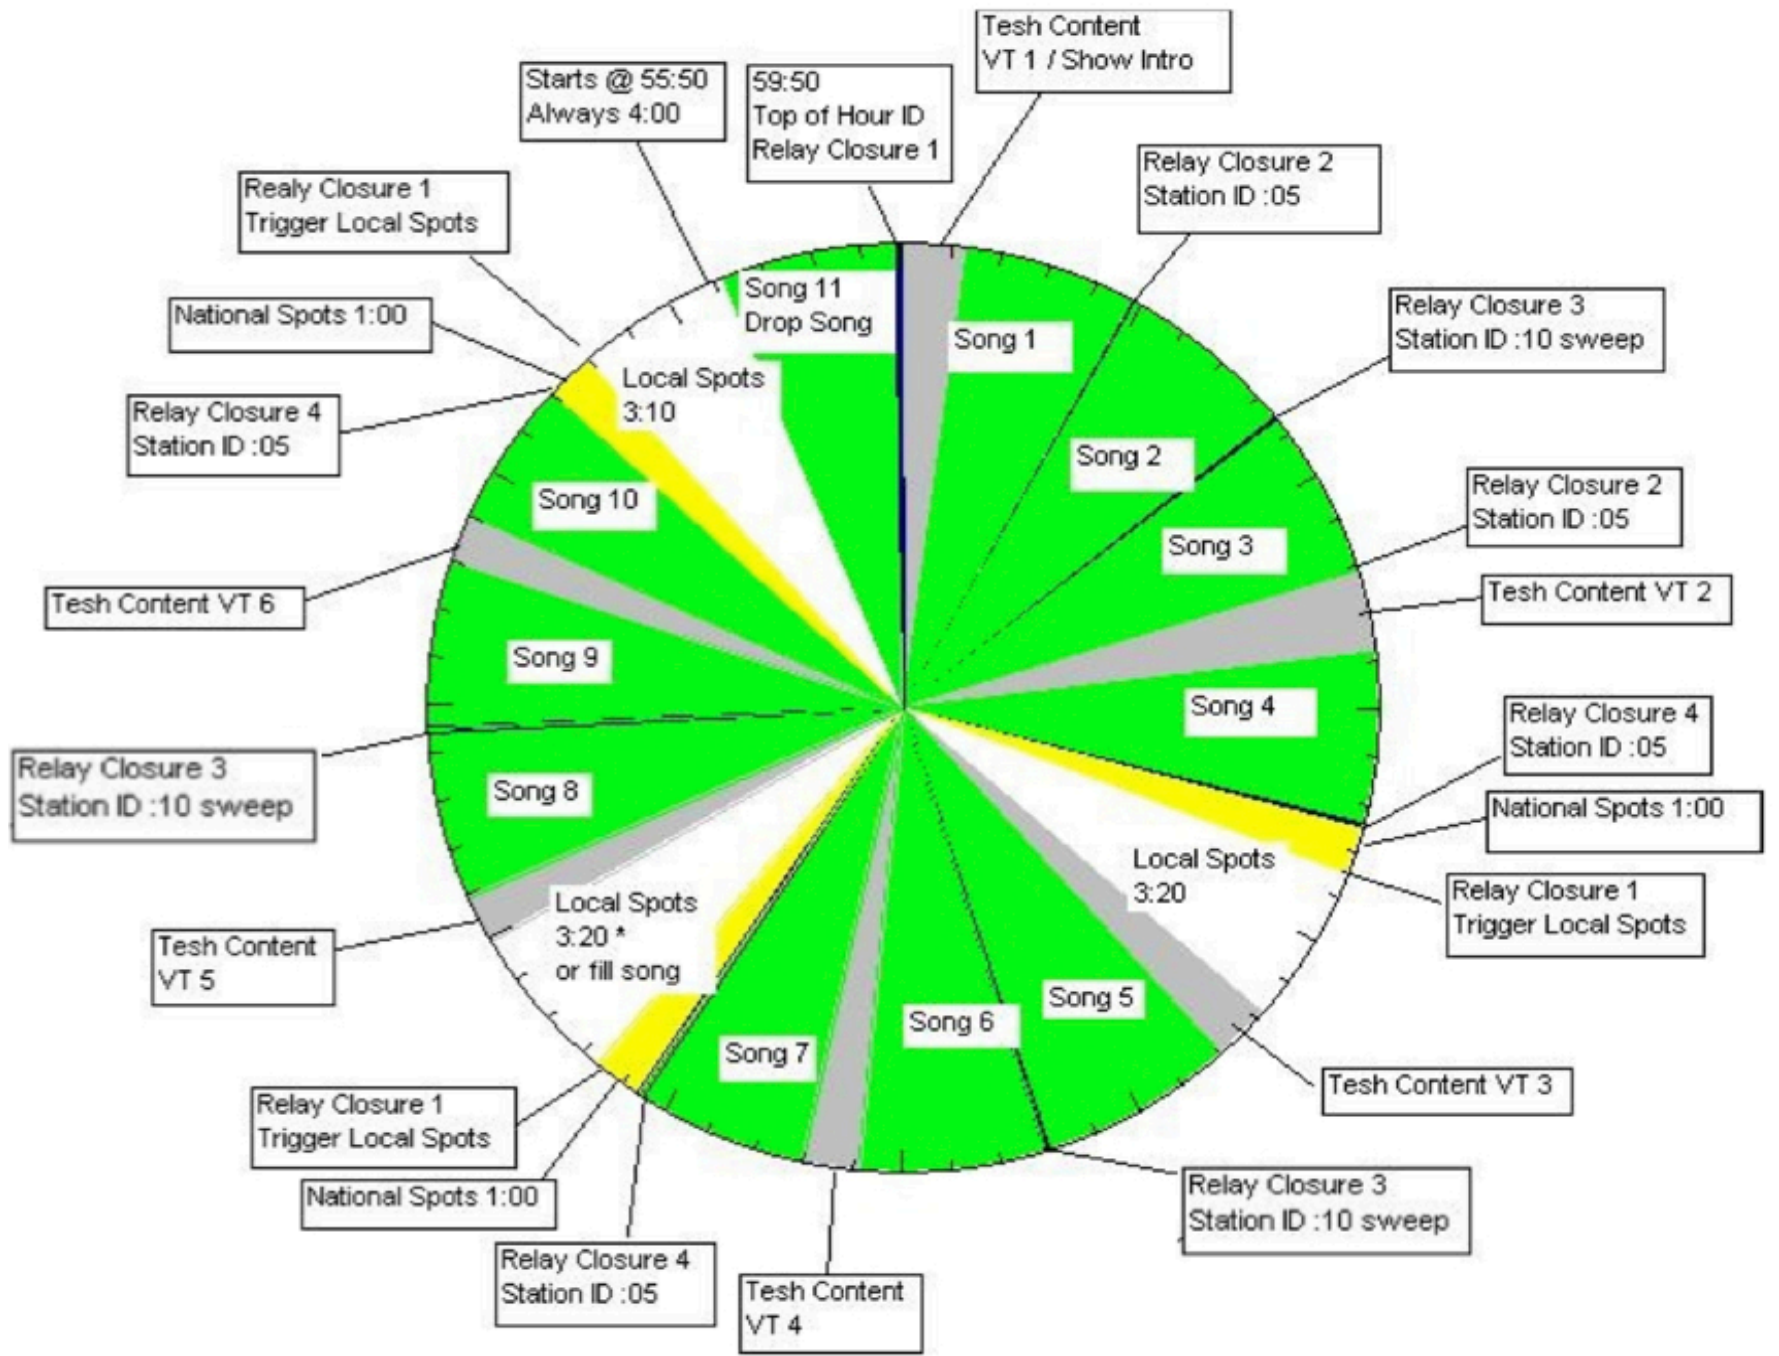 Tesh Content
VT 1 / Show Intro
Starts @ 55:50
Always 4:00
59:50
Top of Hour ID
Relay Closure 1
Relay Closure 2
Station ID :05
Realy Closure 1
Trigger Local Spots
National Spots 1:00
Relay Closure 4
Station ID :05
Song 11
Drop Song
Song 1
Relay Closure 3
Station ID :10 sweep
Local Spots
3:10
Song 2
Relay Closure 2
Station ID :05
Song 10
Song 3
Tesh Content VT 6
Tesh Content VT 2
Song 9
Song 4
Relay Closure 4
Station ID :05
Relay Closure 3
Station ID :10 sweep
Song 8
National Spots 1:00
Local Spots
3:20
Relay Closure 1
Trigger Local Spots
Local Spots
3:20 *
or fill song
Tesh Content
VT 5
Song 5
Song 6
Song 7
Tesh Content VT 3
Relay Closure 1
Trigger Local Spots
National Spots 1:00
Relay Closure 3
Station ID :10 sweep
Relay Closure 4
Station ID :05
Tesh Content
VT 4